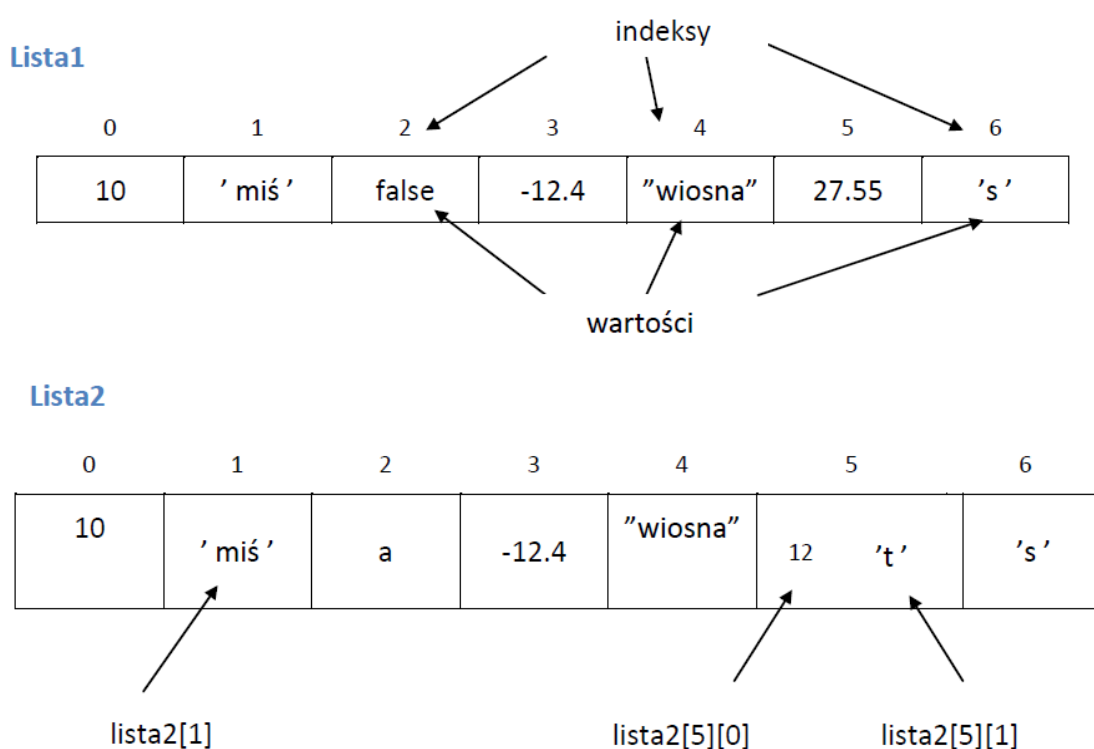 indeksy
Lista1
0 1 2 3 4 5 6
10 ’ miś ’ false -12.4 ”wiosna” 27.55 ’s ’
wartości
Lista2
0 1 2 3 4 5 6
10 ’ miś ’ a -12.4 ”wiosna” 12 ’t ’ ’s ’
lista2[1] lista2[5][0] lista2[5][1]